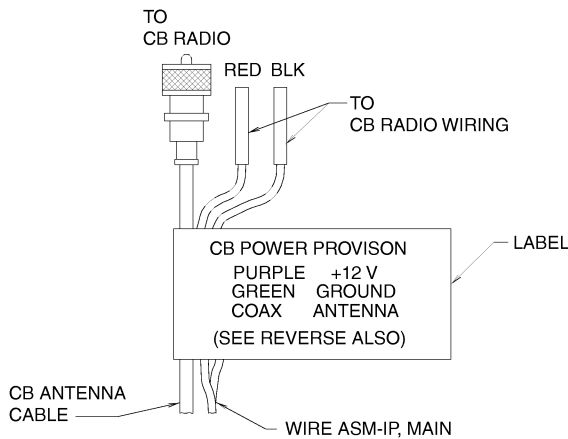 TO
CB RADIO
RED BLK
TO
CB RADIO WIRING
CB POWER PROVISON
PURPLE +12 V
GREEN GROUND
COAX ANTENNA
(SEE REVERSE ALSO)
LABEL
CB ANTENNA
CABLE
WIRE ASM-IP, MAIN